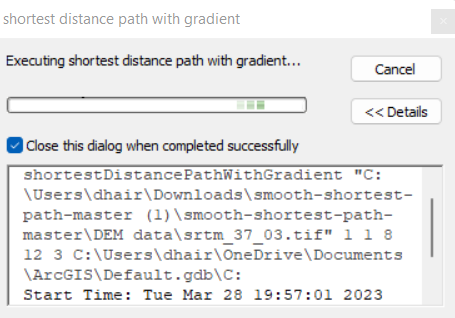 shortest distance path with gradient
Executing shortest distance path with gradient...
Cancel
<< Details
Close this dialog when completed successfully
shortestDistancePathWithGradient "C:
\Users\dhair\Downloads\smooth-shortest-
path-master (1)\smooth-shortest-path-
master\DEM data\srtm_37_03.tif" 1 1 8
12 3 C:\Users\dhair\OneDrive\Documents
\ArcGIS\Default.gdb\C:
Start Time: Tue Mar 28 19:57:01 2023